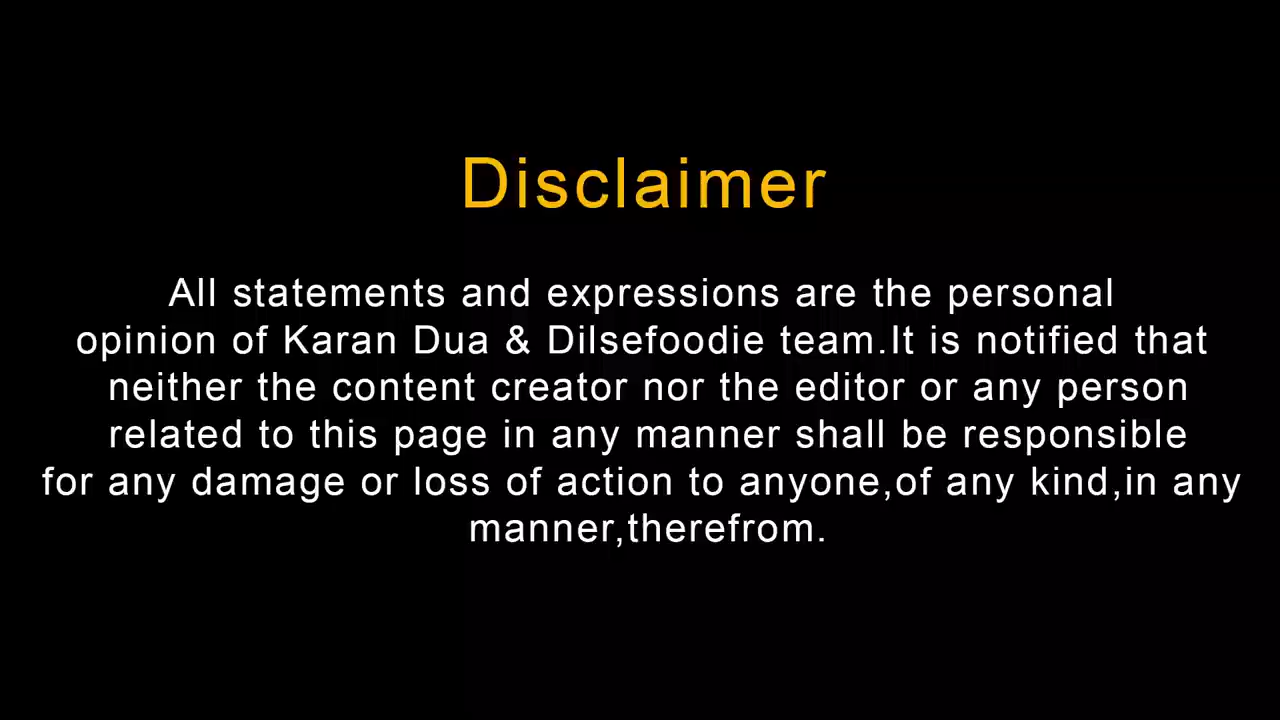 Disclaimer
All statements and expressions are the personal
opinion of Karan Dua & Dilsefoodie team.It is notified that
neither the content creator nor the editor or any person
related to this page in any manner shall be responsible
for any damage or loss of action to anyone,of any kind,in any
manner,therefrom.